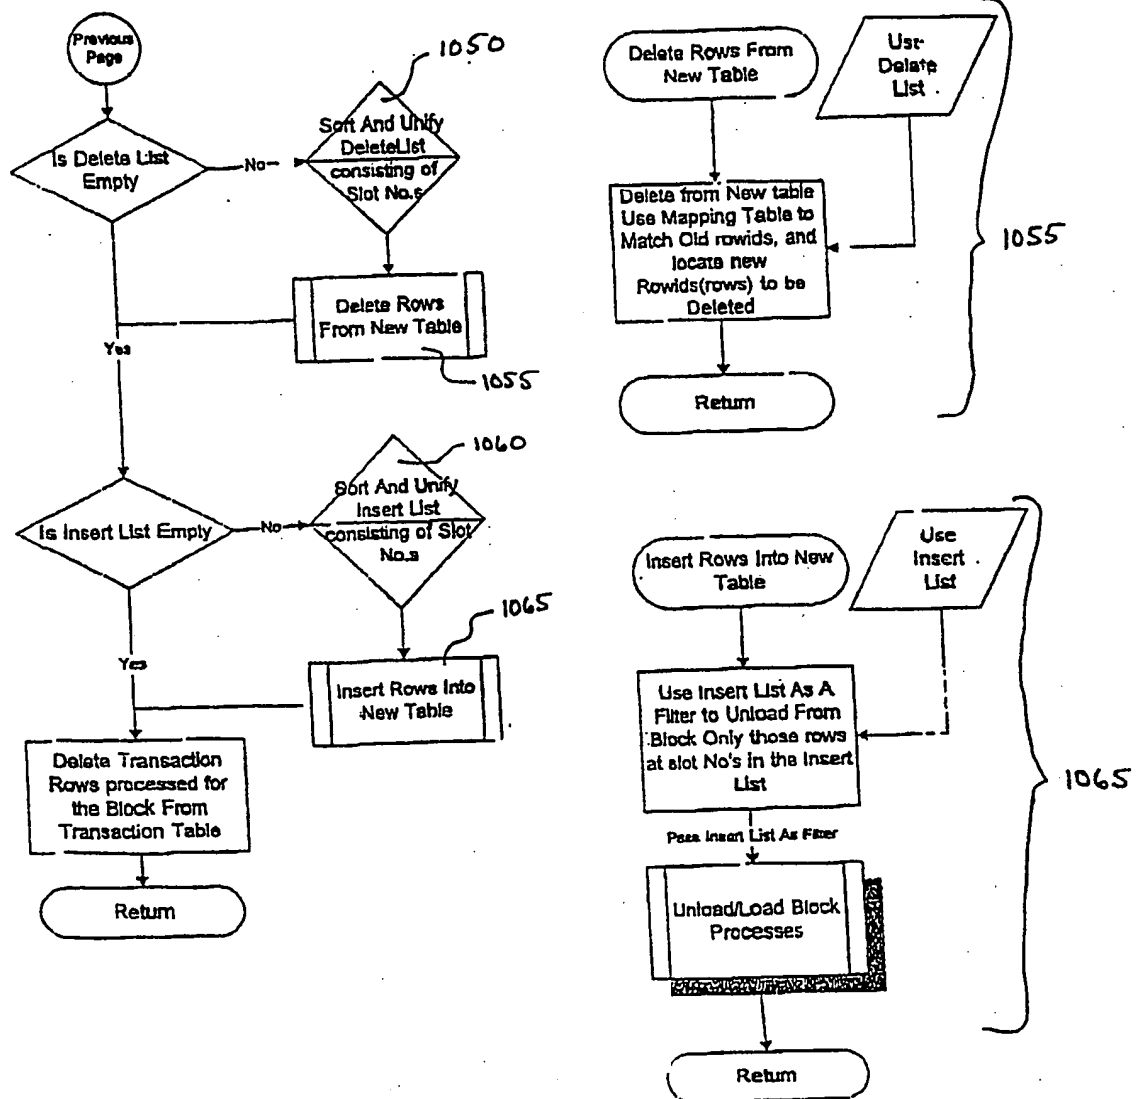 Previous
Page
1050
Sort And Unify
DeleteList
consisting of
Slot No.s
Is Delete List
Empty
No
Delete Rows
From New Table
1055
Yes
1060
Sort And Unify
Insert List
consisting of Slot
No.s
Is Insert List Empty
No
1065
Insert Rows Into
New Table
Yes
Delete Transaction
Rows processed for
the Block From
Transaction Table
Return
Delete Rows From
New Table
Use
Delete
List
Delete from New table
Use Mapping Table to
Match Old rowids, and
locate new
Rowids(rows) to be
Deleted
1055
Return
Insert Rows Into New
Table
Use
Insert
List
Use Insert List As A
Filter to Unload From
Block Only those rows
at slot No's in the Insert
List
1065
Pass Insert List As Filter
Unload/Load Block
Processes
Return